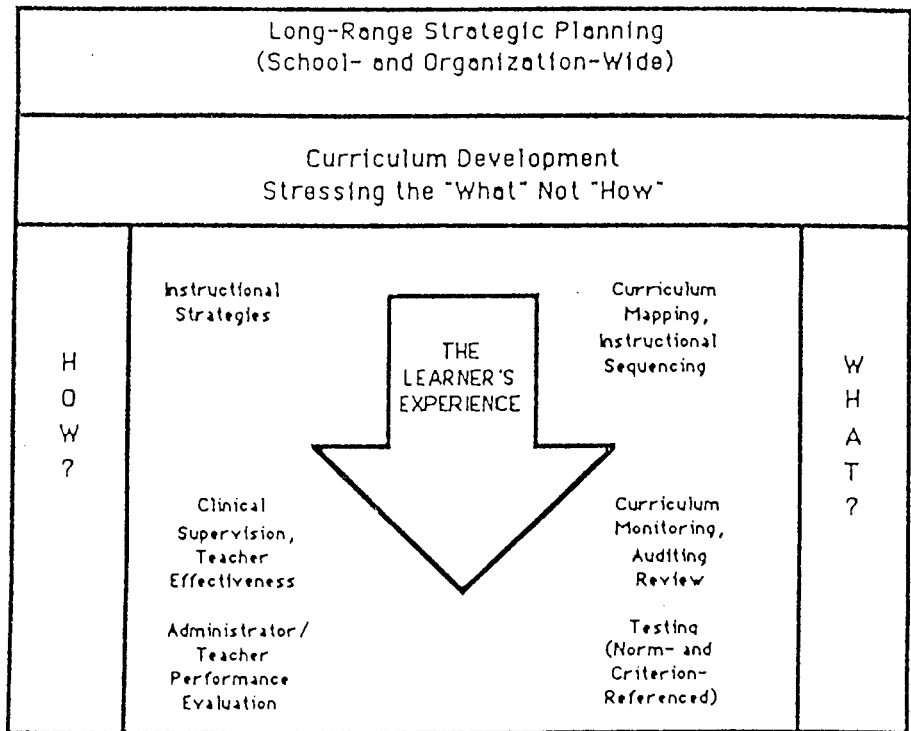 Long-Range Strategic Planning
(School- and Organization-Wide)
Curriculum Development
Stressing the "What" Not "How"
H
O
W
?
Instructional
Strategies
Clinical
Supervision,
Teacher
Effectiveness
Administrator/
Teacher
Performance
Evaluation
THE
LEARNER'S
EXPERIENCE
Curriculum
Mapping,
Instructional
Sequencing
Curriculum
Monitoring,
Auditing
Review
Testing
(Norm- and
Criterion-
Referenced)
W
H
A
T
?